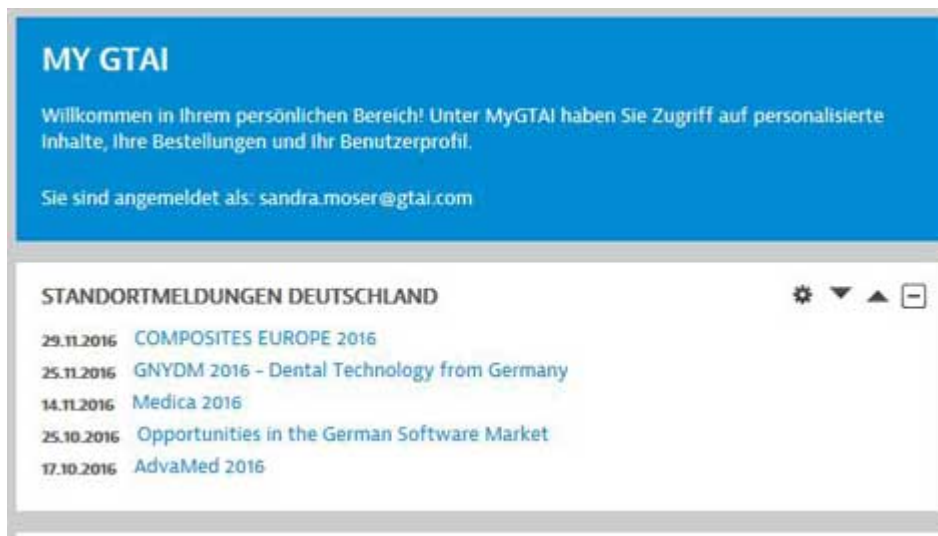 MY GTAI
Willkommen in Ihrem persönlichen Bereich! Unter MyGTAI haben Sie Zugriff auf personalisierte
Inhalte, Ihre Bestellungen und Ihr Benutzerprofil.
Sie sind angemeldet als: sandra.moser@gtai.com
STANDORTMELDUNGEN DEUTSCHLAND
29.11.2016 COMPOSITES EUROPE 2016
25.11.2016 GNYDM 2016 - Dental Technology from Germany
14.11.2016 Medica 2016
25.10.2016 Opportunities in the German Software Market
17.10.2016 AdvaMed 2016